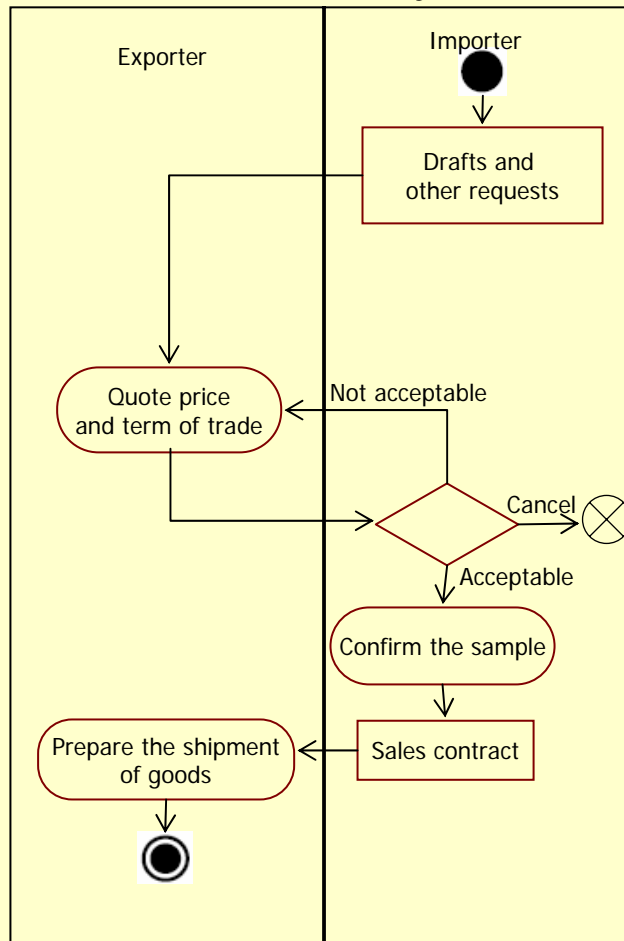 Exporter
Importer
Drafts and
other requests
Quote price
and term of trade
Not acceptable
Cancel
Acceptable
Confirm the sample
Prepare the shipment
of goods
Sales contract